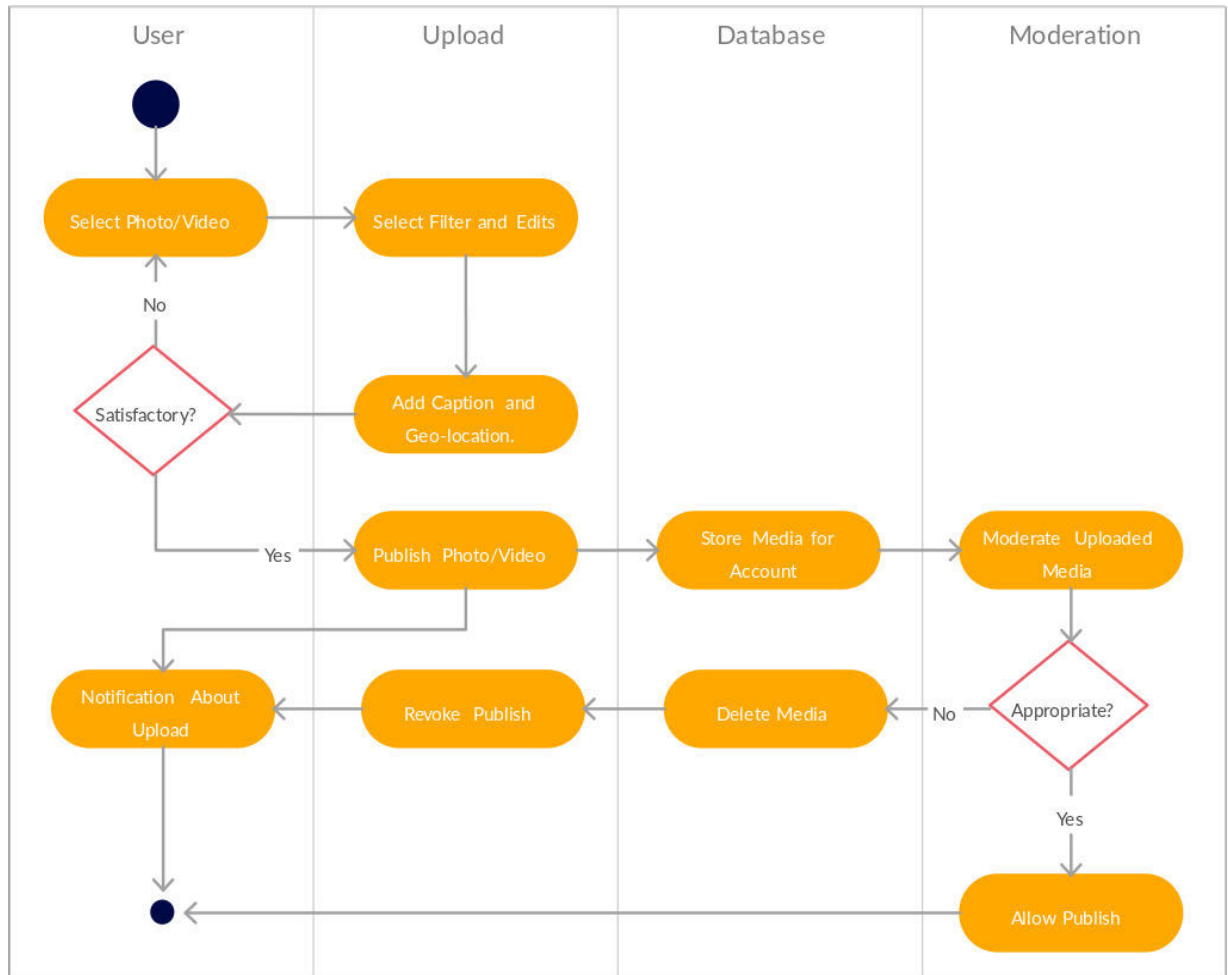 User
Upload
Database
Moderation
Select Photo/Video
Select Filter and Edits
No
Satisfactory?
Add Caption and
Geo-location.
Yes
Publish Photo/Video
Store Media for
Account
Moderate Uploaded
Media
Notification About
Upload
Revoke Publish
Delete Media
No
Appropriate?
Yes
Allow Publish